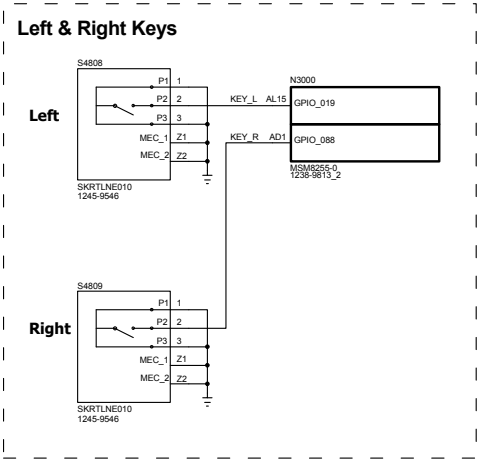 Left & Right Keys
S4808
N3000
P1 1
P2 2 KEY_L AL15 GPIO_019
Left
P3 3
MEC_1 Z1 KEY_R AD1 GPIO_088
MEC_2 Z2
MSM8255-0
1238-9813_2
SKRTLNE010
1245-9546
S4809
P1 1
Right
P2 2
P3 3
MEC_1 Z1
MEC_2 Z2
SKRTLNE010
1245-9546